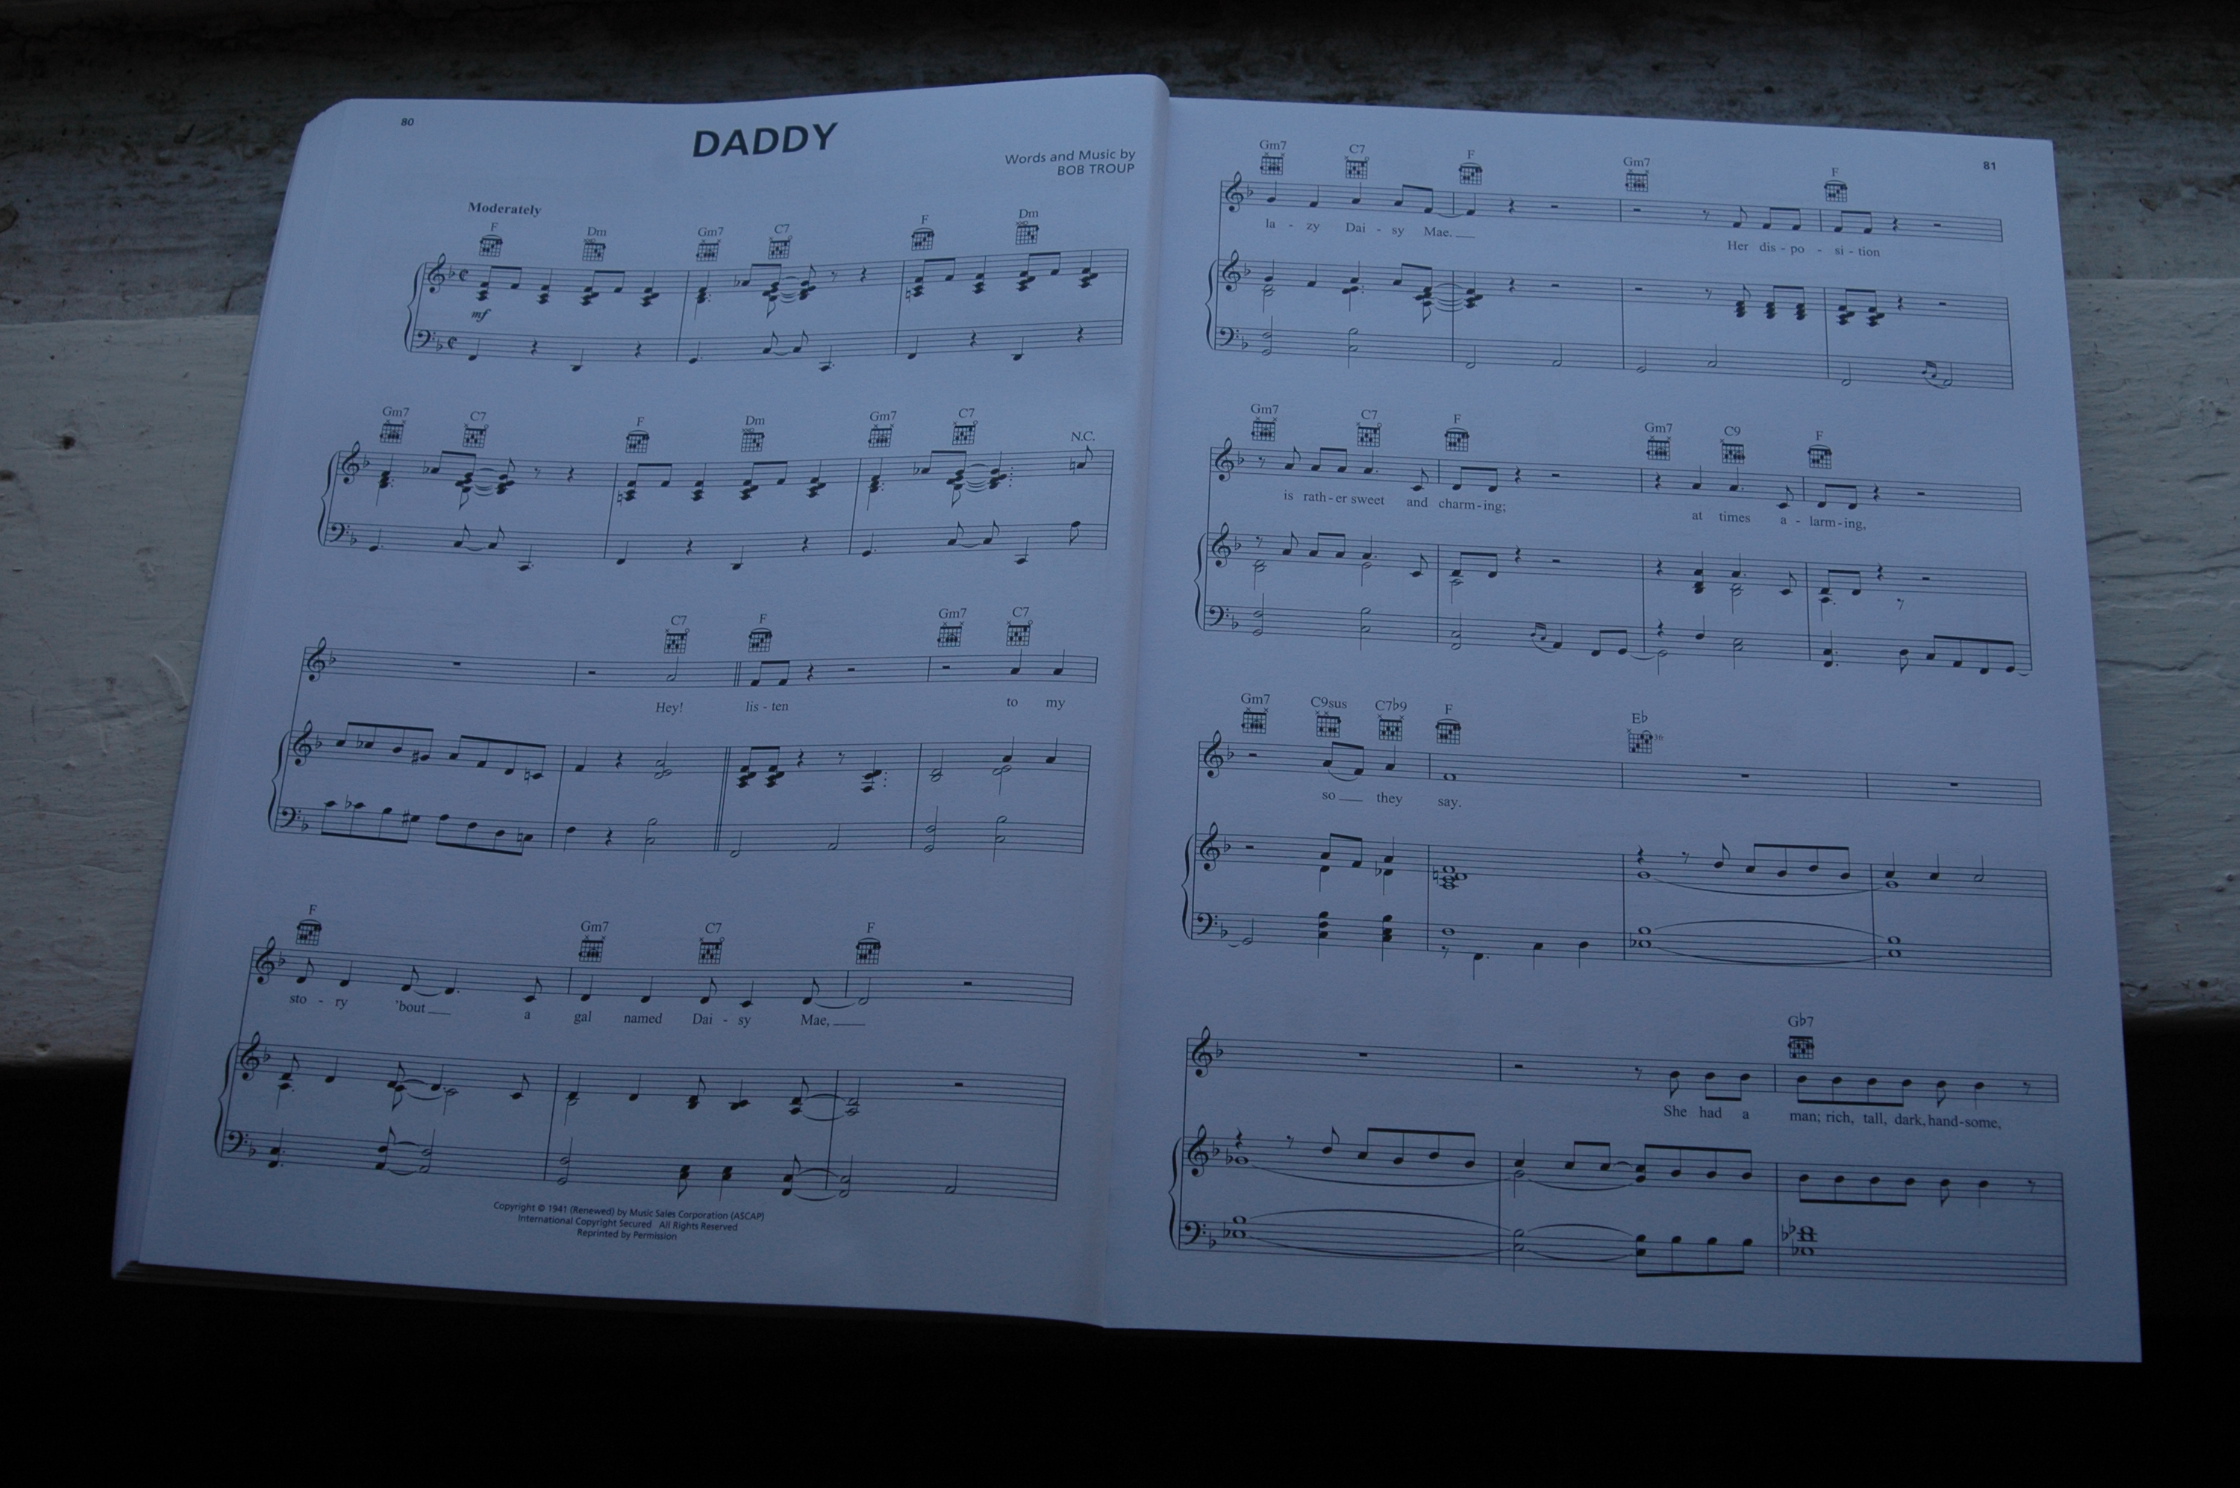 80
DADDY
Words and Music by
BOB TROUP
Moderately
F Dm Gm7 C7 F Dm
mf
Gm7 C7 F Dm Gm7 C7 N.C.
C7 F Gm7 C7
Hey! lis - ten to my
F Gm7 C7 F
sto - ry 'bout a gal named Dai - sy Mae,
Copyright © 1941 (Renewed) by Music Sales Corporation (ASCAP)
International Copyright Secured All Rights Reserved
Reprinted by Permission
81
Gm7 C7 F Gm7 F
la - zy Dai - sy Mae. Her dis - po - si - tion
Gm7 C7 F Gm7 C9 F
is rath - er sweet and charm - ing; at times a - larm - ing,
Gm7 C9sus C7♭9 F E♭
so they say.
G♭7
She had a man; rich, tall, dark, hand - some,